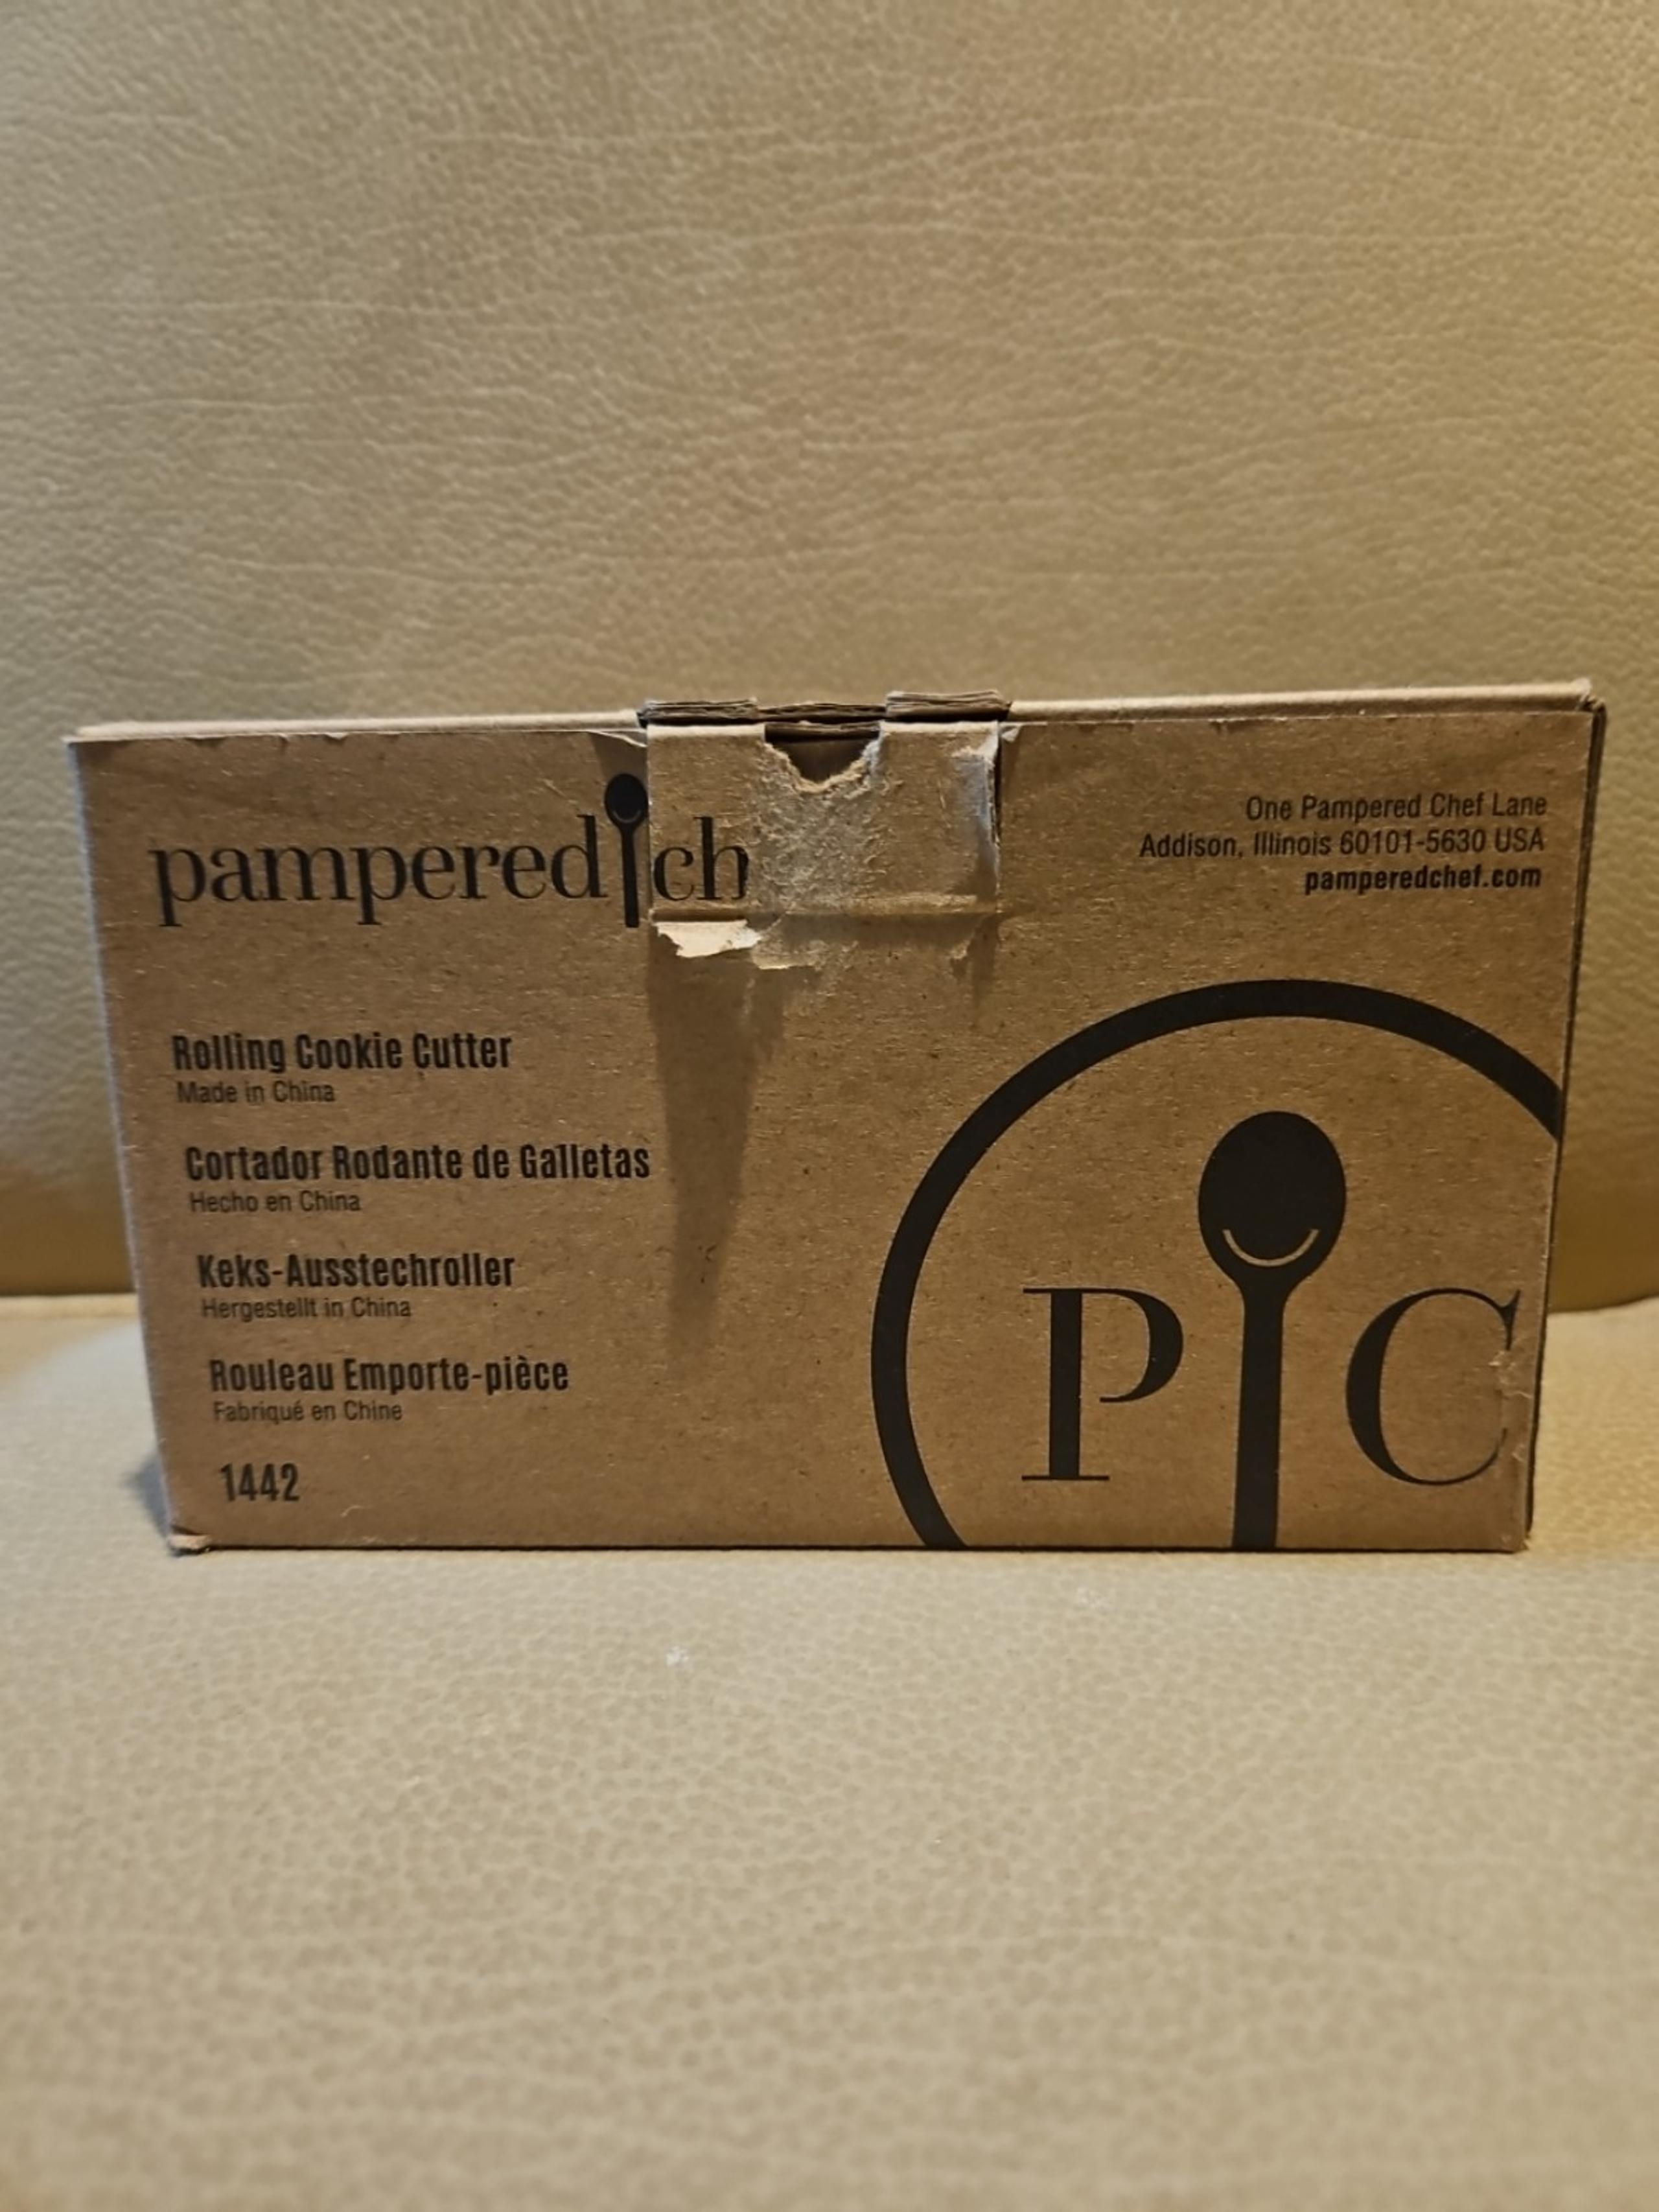 pampered ch
One Pampered Chef Lane
Addison, Illinois 60101-5630 USA
pamperedchef.com
Rolling Cookie Cutter
Made in China
Cortador Rodante de Galletas
Hecho en China
Keks-Ausstechroller
Hergestellt in China
Rouleau Emporte-pièce
Fabriqué en Chine
1442
P C